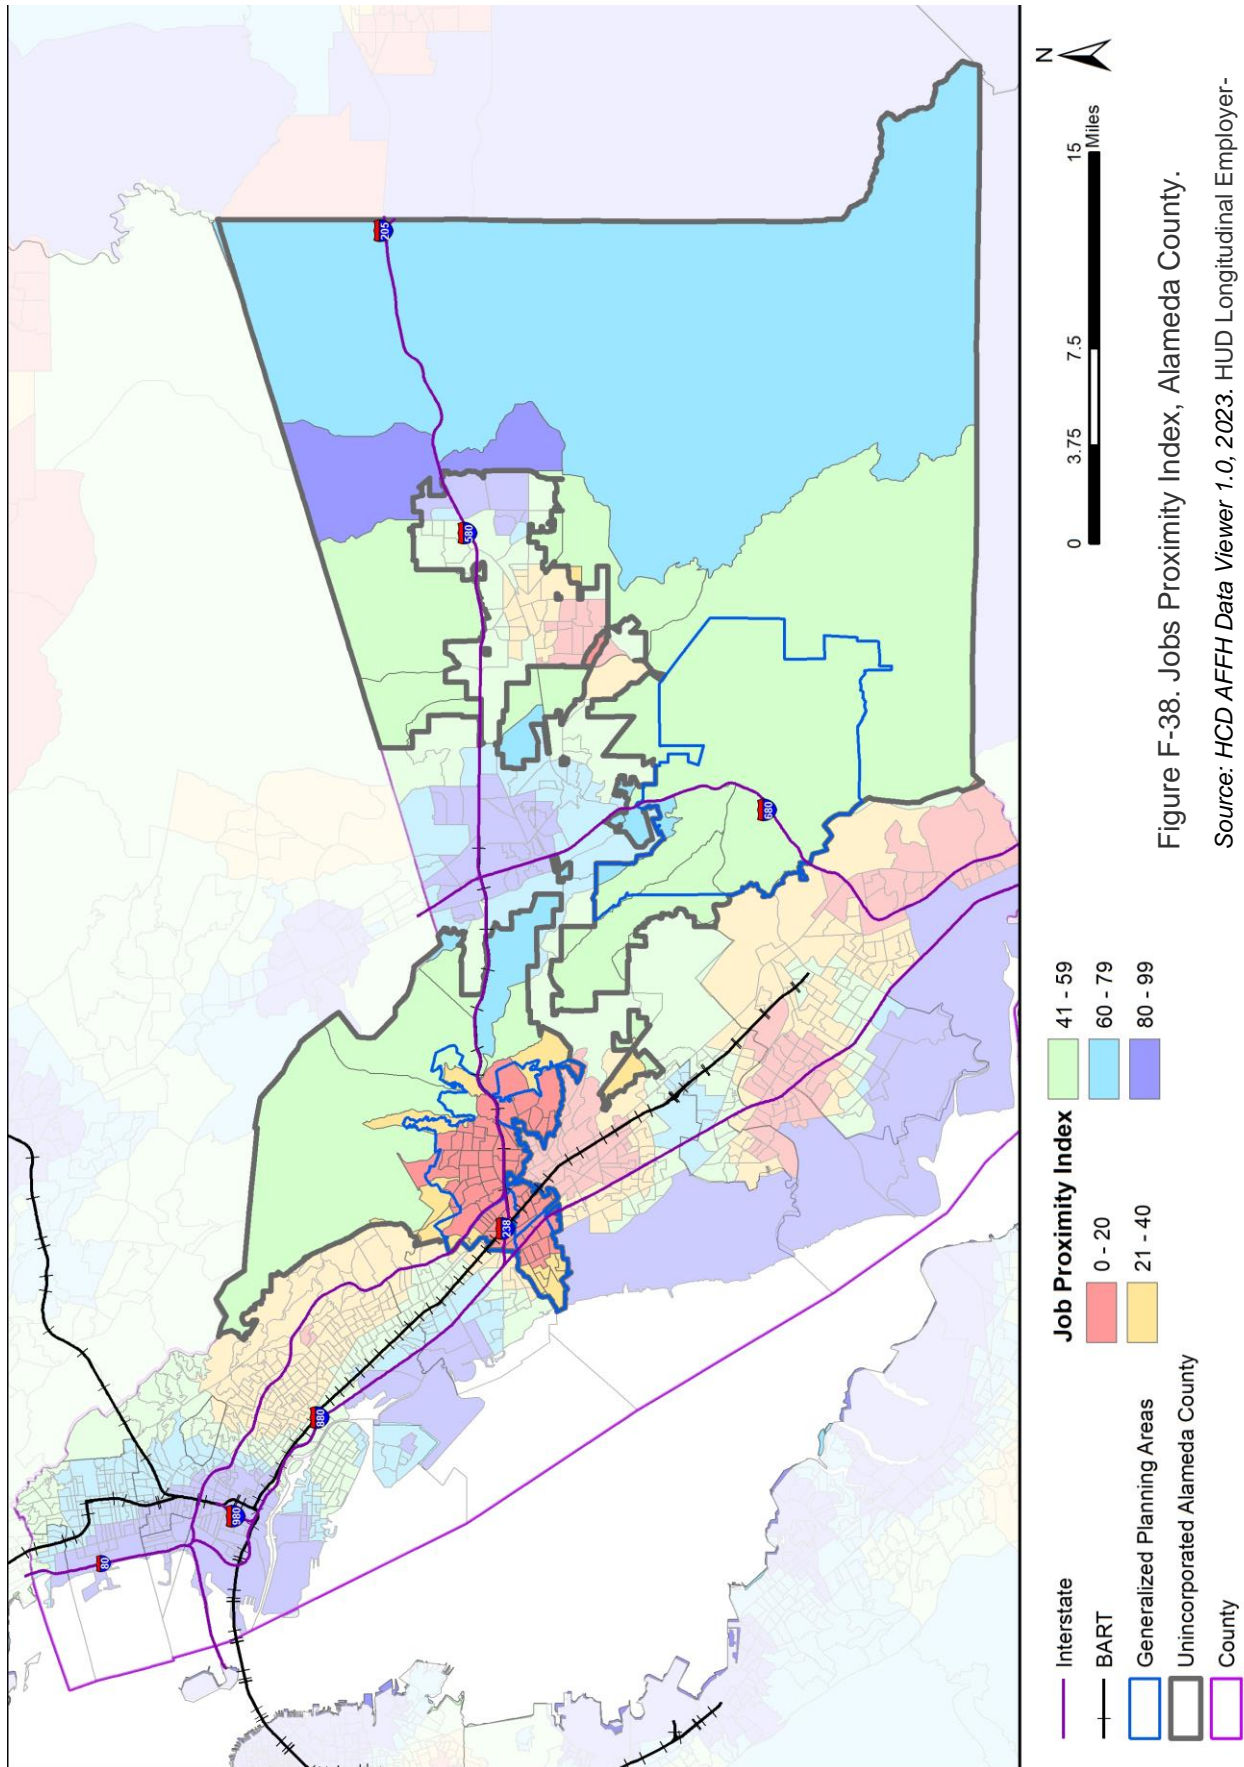 80
980
880
238
680
580
205
Interstate
BART
Generalized Planning Areas
Unincorporated Alameda County
County
Job Proximity Index
0 - 20
21 - 40
41 - 59
60 - 79
80 - 99
0 3.75 7.5 15
Miles
N
Figure F-38. Jobs Proximity Index, Alameda County.
Source: HCD AFFH Data Viewer 1.0, 2023. HUD Longitudinal Employer-